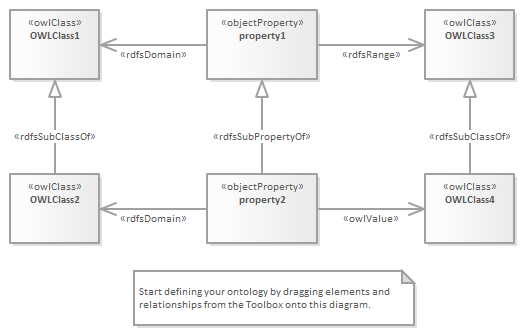 «owlClass»
OWLClass1
«objectProperty»
property1
«owlClass»
OWLClass3
«rdfsDomain»
«rdfsRange»
«rdfsSubClassOf»
«rdfsSubPropertyOf»
«rdfsSubClassOf»
«owlClass»
OWLClass2
«objectProperty»
property2
«owlClass»
OWLClass4
«rdfsDomain»
«owlValue»
Start defining your ontology by dragging elements and
relationships from the Toolbox onto this diagram.